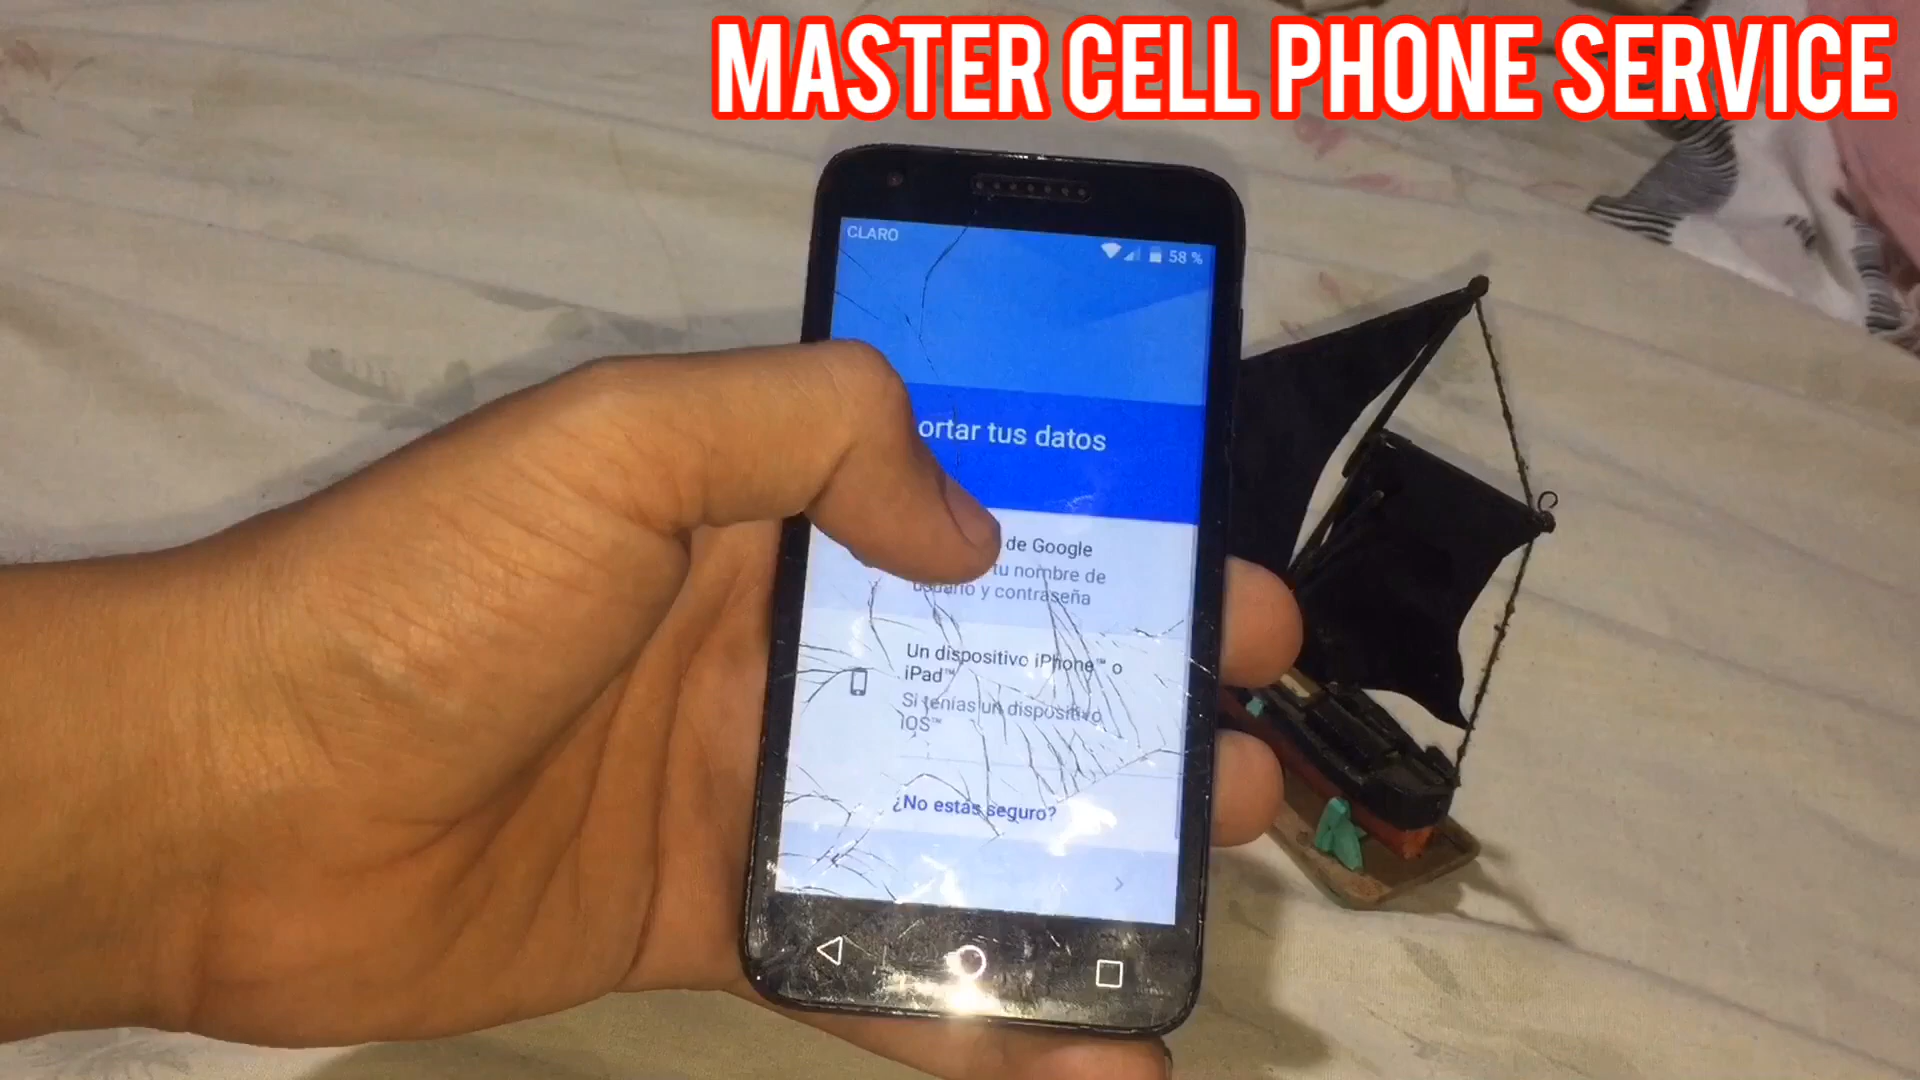 MASTER CELL PHONE SERVICE
CLARO
58 %
ortar tus datos
de Google
tu nombre de
usuario y contraseña
Un dispositivo iPhone™ o
iPad™
Si tenías un dispositivo
iOS™
¿No estás seguro?